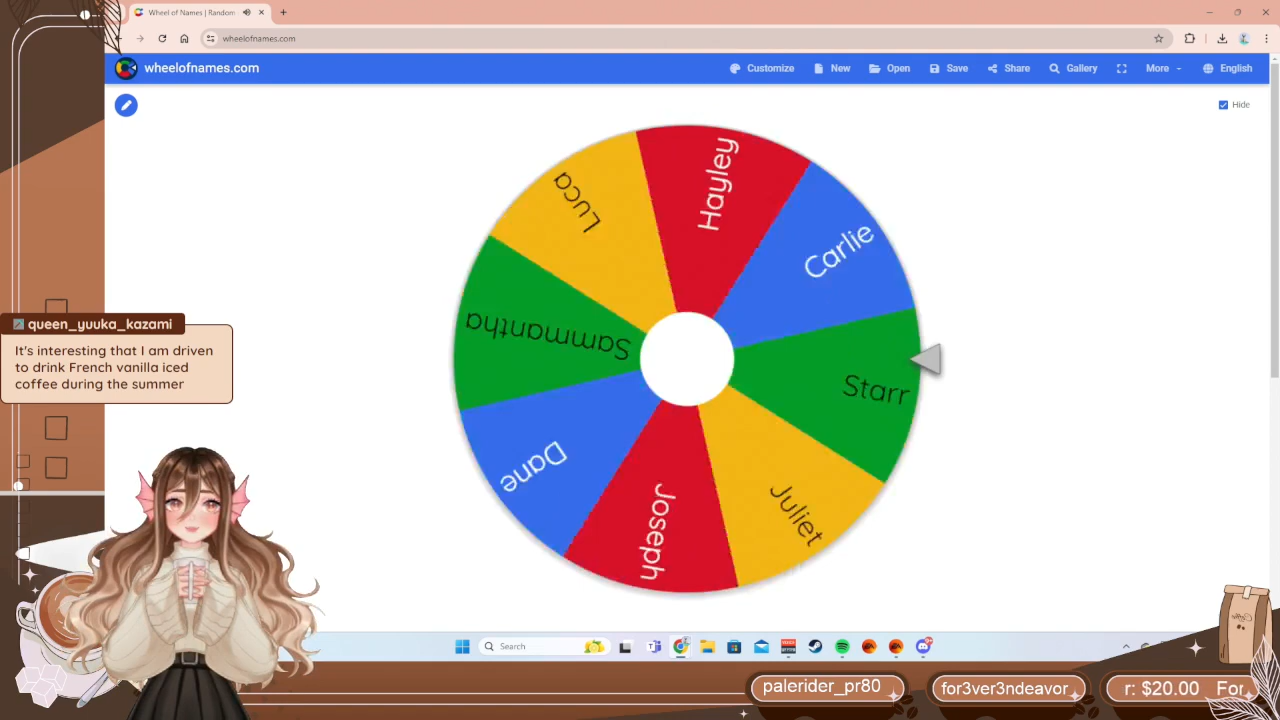 Wheel of Names | Random
wheelofnames.com
wheelofnames.com
Customize
New
Open
Save
Share
Gallery
More
English
Hide
Hayley
Luca
Carlie
Sammantha
Starr
Dane
Joseph
Juliet
queen_yuuka_kazami
It's interesting that I am driven
to drink French vanilla iced
coffee during the summer
Search
palerider_pr80
for3ver3ndeavor
r: $20.00 For